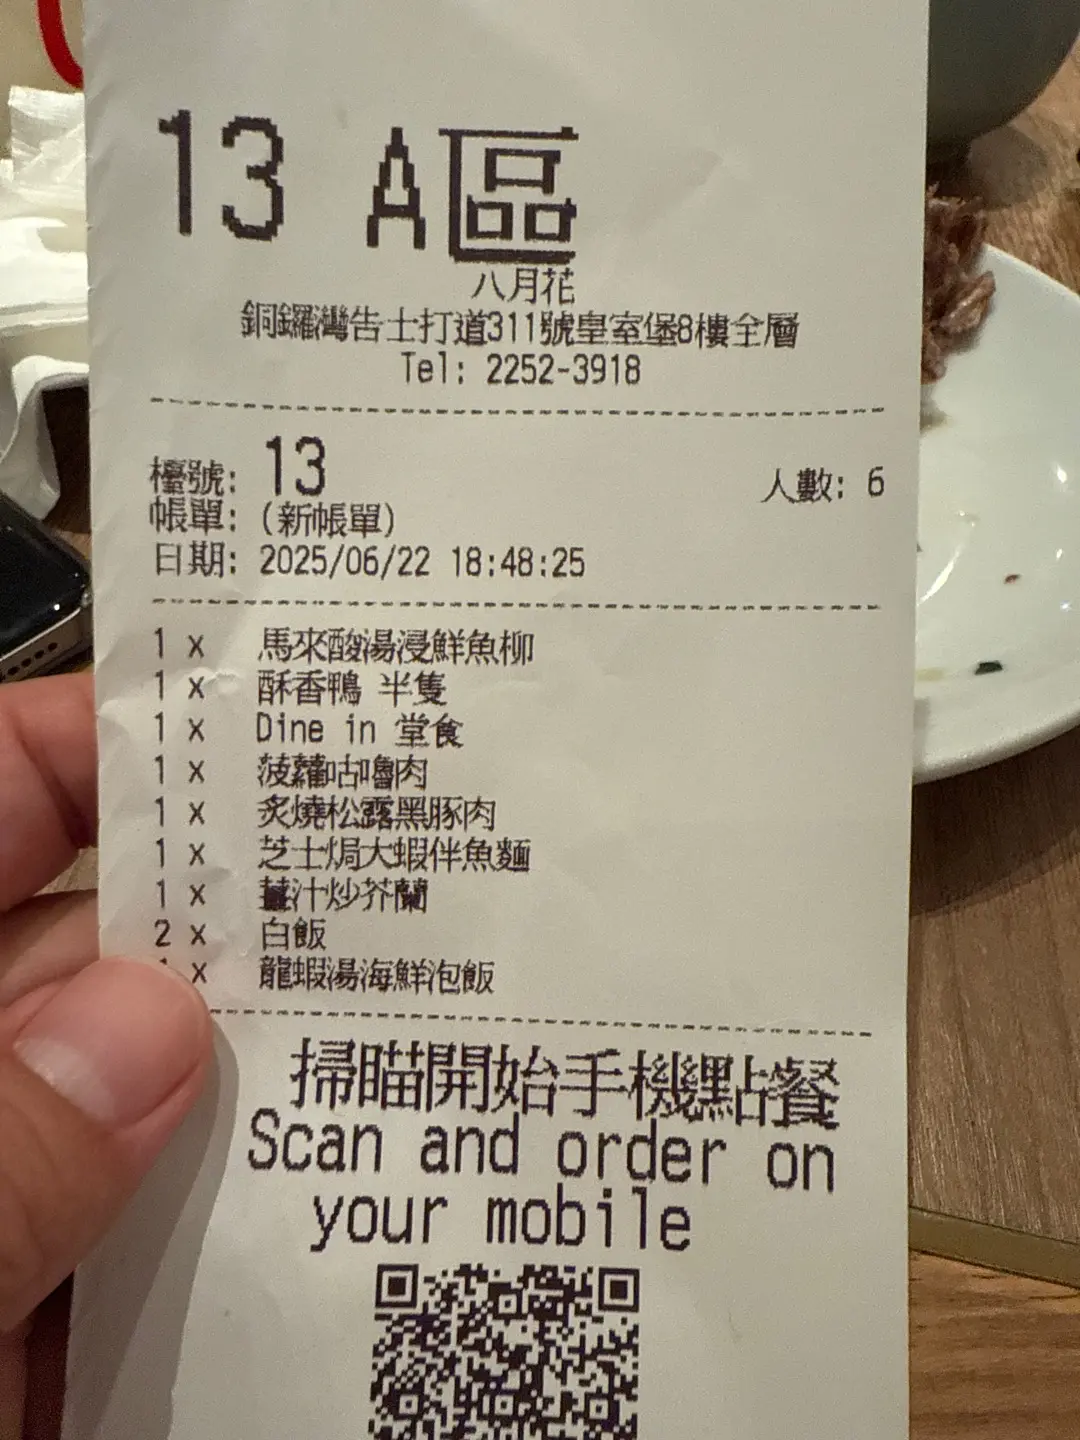 13 A區
八月花
銅鑼灣告士打道311號皇室堡8樓全層
Tel: 2252-3918
檯號: 13 人數: 6
帳單: (新帳單)
日期: 2025/06/22 18:48:25
1 x 馬來酸湯浸鮮魚柳
1 x 酥香鴨 半隻
1 x Dine in 堂食
1 x 菠蘿咕嚕肉
1 x 炙燒松露黑豚肉
1 x 芝士焗大蝦伴魚麵
1 x 薑汁炒芥蘭
2 x 白飯
1 x 龍蝦湯海鮮泡飯
掃瞄開始手機點餐
Scan and order on
your mobile